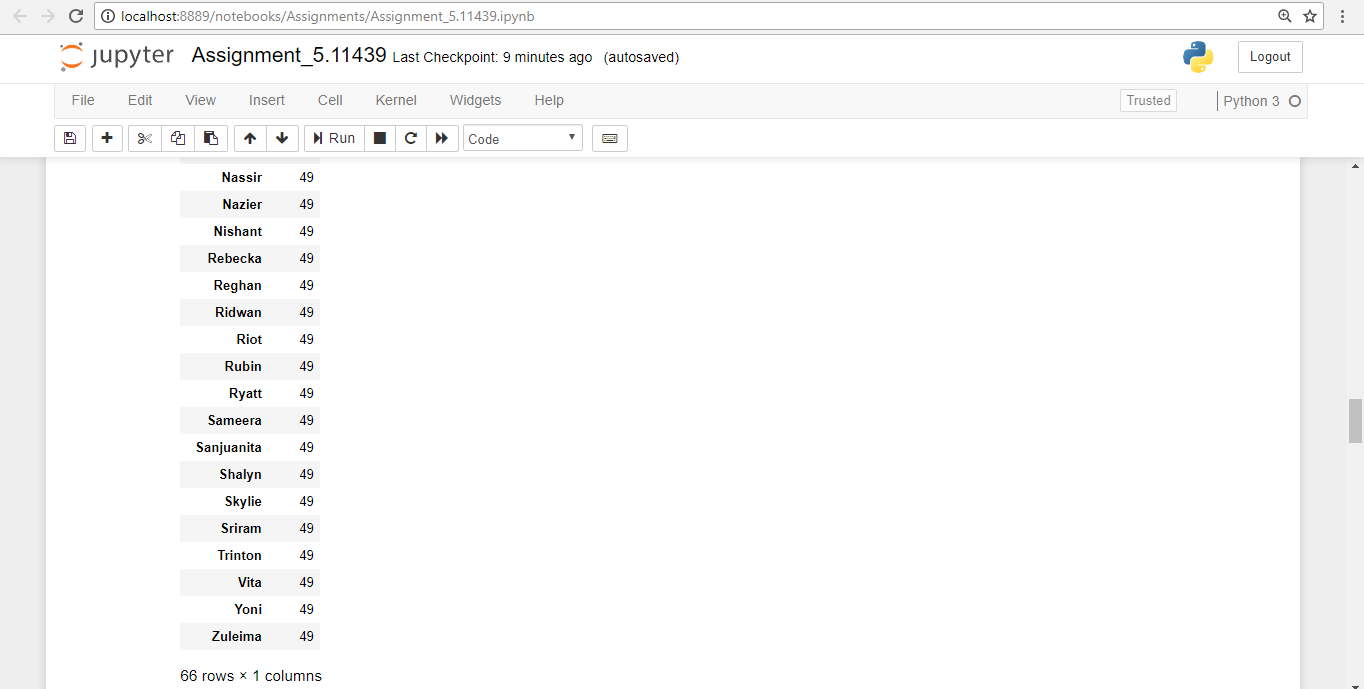 localhost:8889/notebooks/Assignments/Assignment_5.11439.ipynb
jupyter Assignment_5.11439 Last Checkpoint: 9 minutes ago (autosaved) Logout
File Edit View Insert Cell Kernel Widgets Help Trusted Python 3
Run Code
Nassir 49
Nazier 49
Nishant 49
Rebecka 49
Reghan 49
Ridwan 49
Riot 49
Rubin 49
Ryatt 49
Sameera 49
Sanjuanita 49
Shalyn 49
Skylie 49
Sriram 49
Trinton 49
Vita 49
Yoni 49
Zuleima 49
66 rows × 1 columns